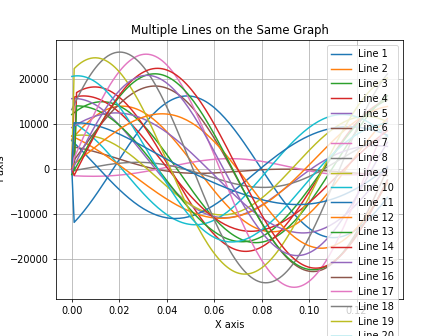 Multiple Lines on the Same Graph
20000
10000
0
−10000
−20000
0.00
0.02
0.04
0.06
0.08
0.10
X axis
Line 1
Line 2
Line 3
Line 4
Line 5
Line 6
Line 7
Line 8
Line 9
Line 10
Line 11
Line 12
Line 13
Line 14
Line 15
Line 16
Line 17
Line 18
Line 19